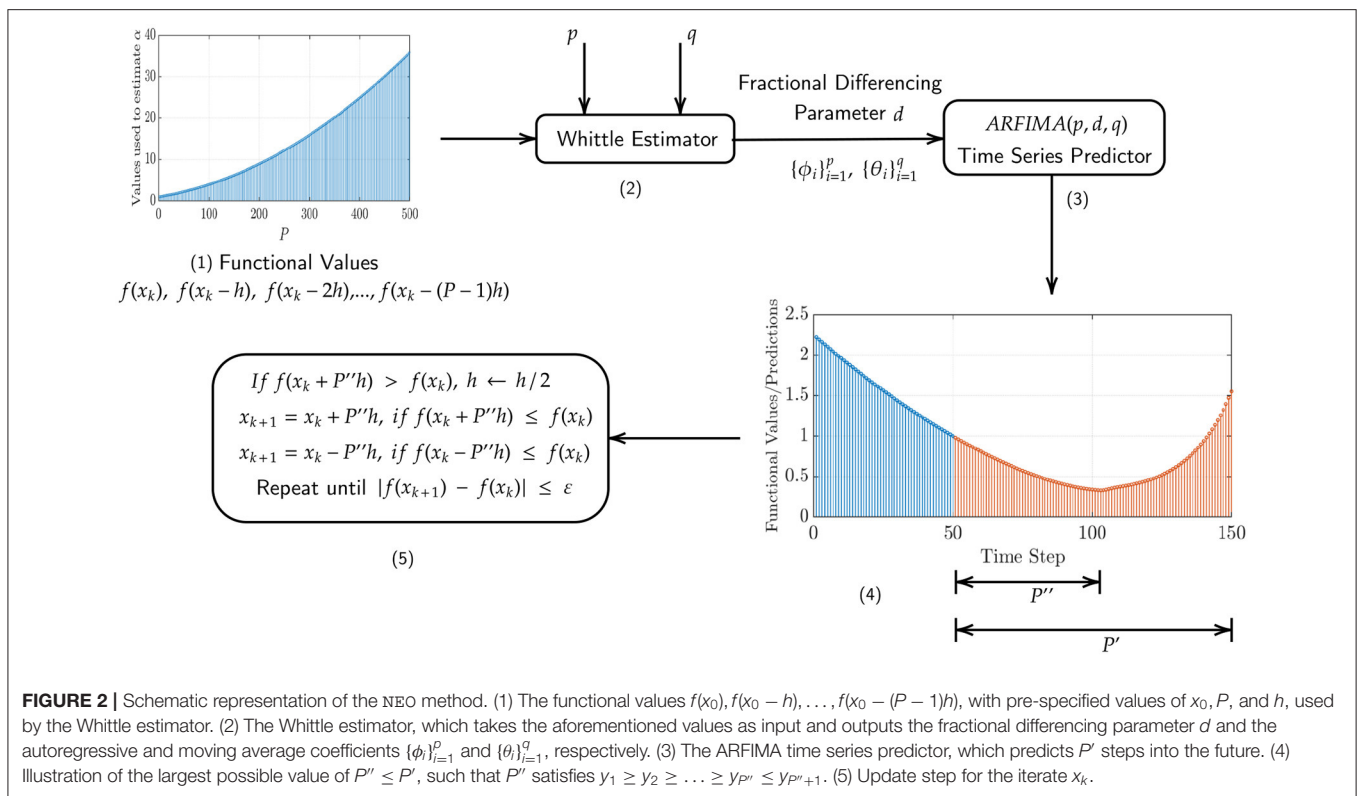 Values used to estimate α
40
30
20
10
0
0 100 200 300 400 500
P
(1) Functional Values
f(x_k), f(x_k − h), f(x_k − 2h),..., f(x_k − (P − 1)h)
p
q
Whittle Estimator
(2)
Fractional Differencing
Parameter d
{ϕ_i}_{i=1}^p, {θ_i}_{i=1}^q
ARFIMA(p, d, q)
Time Series Predictor
(3)
Functional Values/Predictions
2.5
2
1.5
1
0.5
0
0 50 100 150
Time Step
(4)
P''
P'
If f(x_k + P''h) > f(x_k), h ← h/2
x_{k+1} = x_k + P''h, if f(x_k + P''h) ≤ f(x_k)
x_{k+1} = x_k − P''h, if f(x_k − P''h) ≤ f(x_k)
Repeat until |f(x_{k+1}) − f(x_k)| ≤ ε
(5)
FIGURE 2 | Schematic representation of the NEO method. (1) The functional values f(x_0), f(x_0 − h), . . . , f(x_0 − (P − 1)h), with pre-specified values of x_0, P, and h, used
by the Whittle estimator. (2) The Whittle estimator, which takes the aforementioned values as input and outputs the fractional differencing parameter d and the
autoregressive and moving average coefficients {ϕ_i}_{i=1}^p and {θ_i}_{i=1}^q, respectively. (3) The ARFIMA time series predictor, which predicts P′ steps into the future. (4)
Illustration of the largest possible value of P″ ≤ P′, such that P″ satisfies y_1 ≥ y_2 ≥ . . . ≥ y_{P″} ≤ y_{P″+1}. (5) Update step for the iterate x_k.